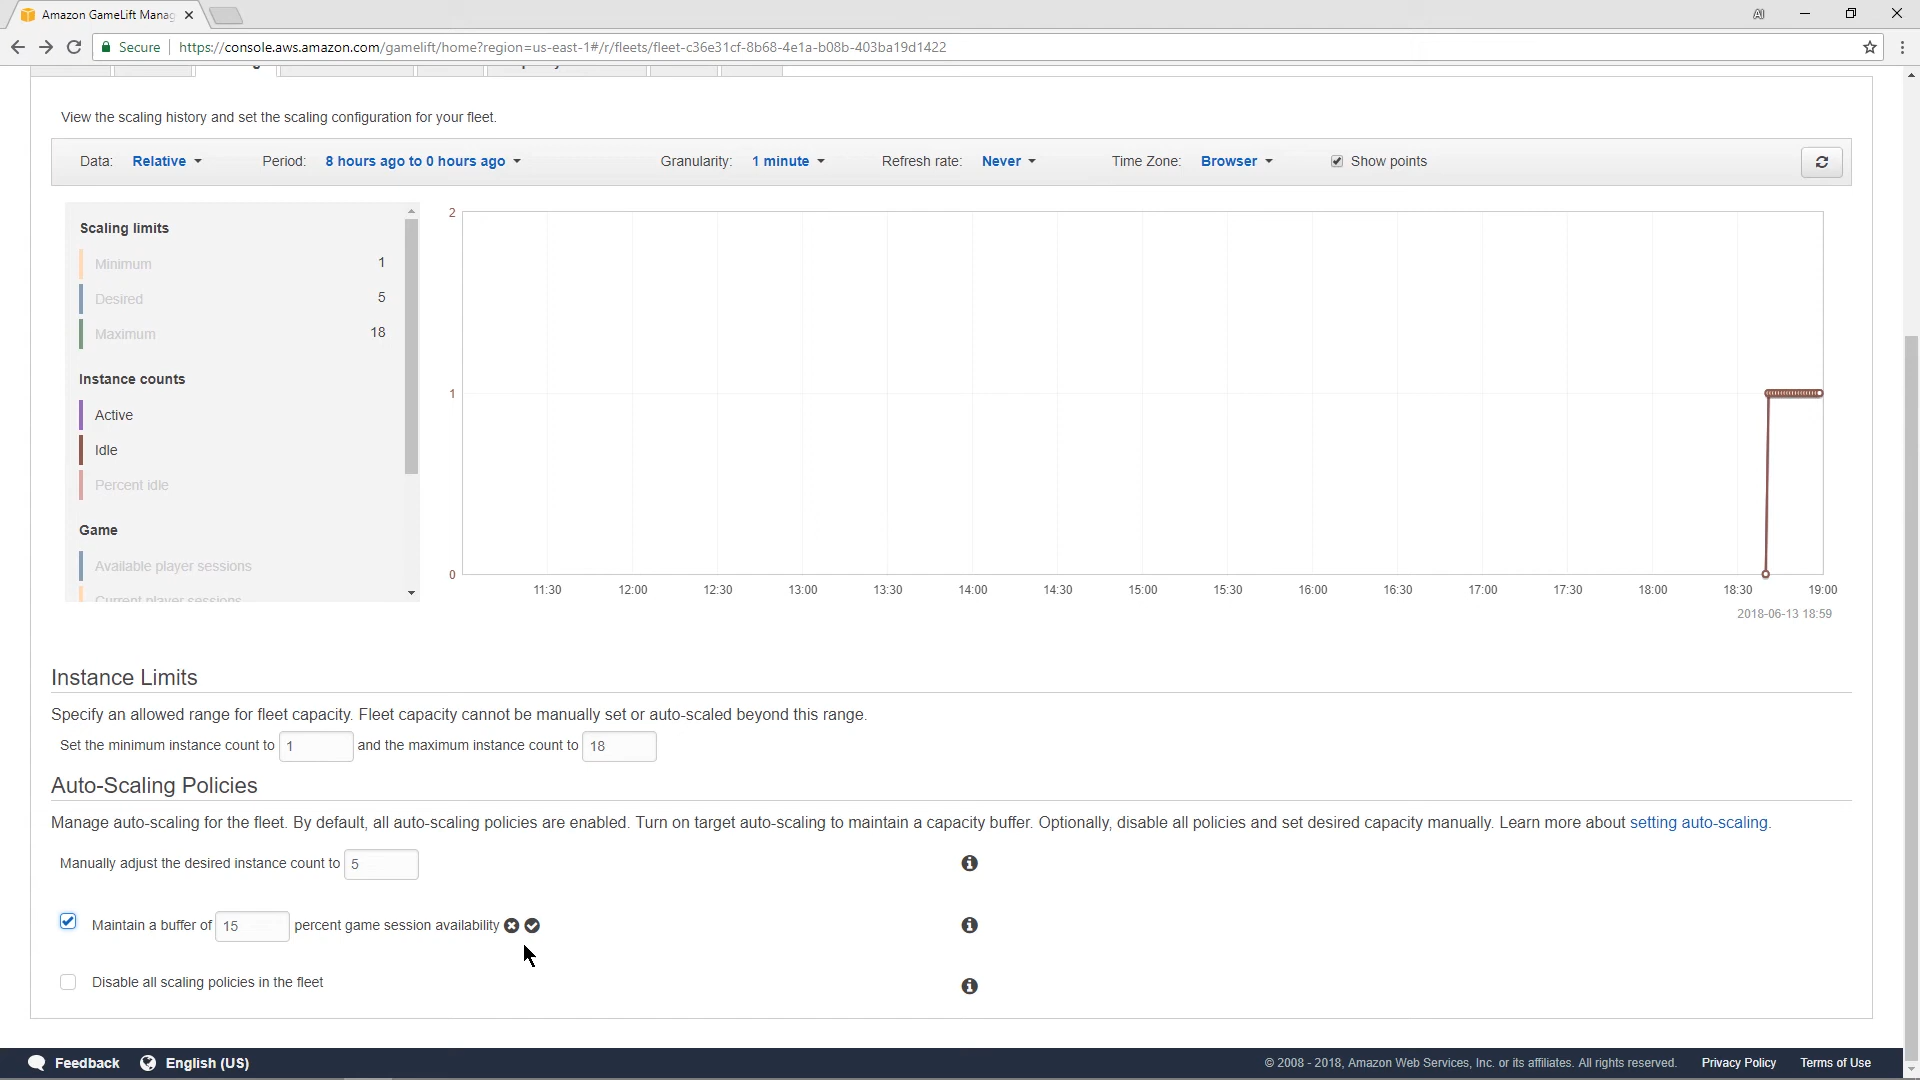 Amazon GameLift Manag
AI
Secure https://console.aws.amazon.com/gamelift/home?region=us-east-1#/r/fleets/fleet-c36e31cf-8b68-4e1a-b08b-403ba19d1422
View the scaling history and set the scaling configuration for your fleet.
Data: Relative Period: 8 hours ago to 0 hours ago Granularity: 1 minute Refresh rate: Never Time Zone: Browser Show points
Scaling limits
Minimum 1
Desired 5
Maximum 18
Instance counts
Active
Idle
Percent idle
Game
Available player sessions
Current player sessions
2
1
0
11:30 12:00 12:30 13:00 13:30 14:00 14:30 15:00 15:30 16:00 16:30 17:00 17:30 18:00 18:30 19:00
2018-06-13 18:59
Instance Limits
Specify an allowed range for fleet capacity. Fleet capacity cannot be manually set or auto-scaled beyond this range.
Set the minimum instance count to 1 and the maximum instance count to 18
Auto-Scaling Policies
Manage auto-scaling for the fleet. By default, all auto-scaling policies are enabled. Turn on target auto-scaling to maintain a capacity buffer. Optionally, disable all policies and set desired capacity manually. Learn more about setting auto-scaling.
Manually adjust the desired instance count to 5
Maintain a buffer of 15 percent game session availability
Disable all scaling policies in the fleet
Feedback English (US) © 2008 - 2018, Amazon Web Services, Inc. or its affiliates. All rights reserved. Privacy Policy Terms of Use